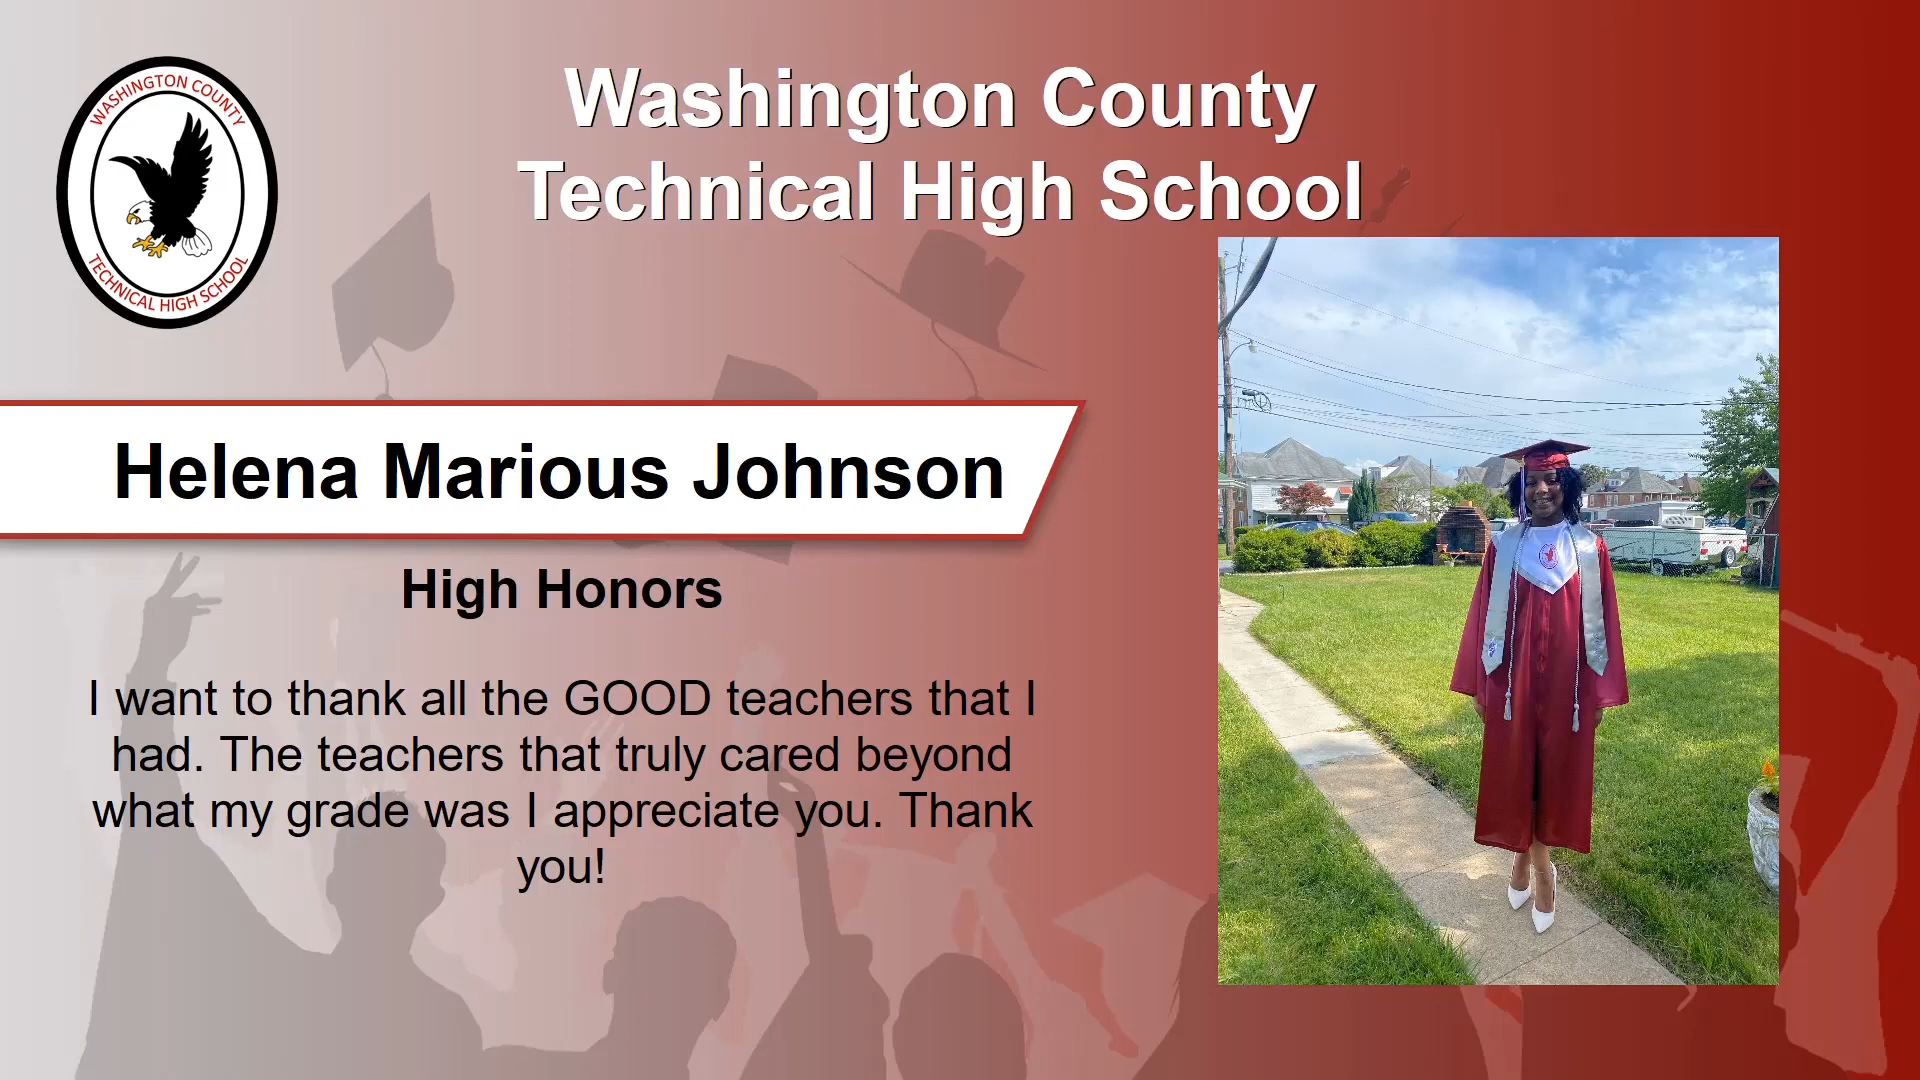 WASHINGTON COUNTY
TECHNICAL HIGH SCHOOL
Washington County
Technical High School
Helena Marious Johnson
High Honors
I want to thank all the GOOD teachers that I
had. The teachers that truly cared beyond
what my grade was I appreciate you. Thank
you!